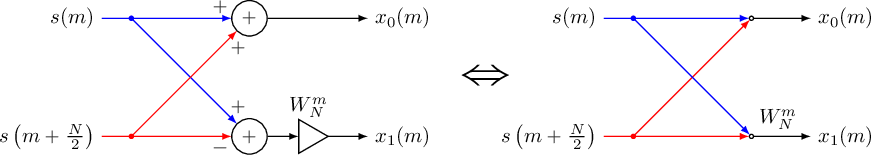 s(m) + + x₀(m) s(m) x₀(m)
+
⇔
+ W_N^m W_N^m
s(m + N/2) − + x₁(m) s(m + N/2) x₁(m)